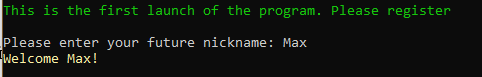 This is the first launch of the program. Please register
Please enter your future nickname: Max
Welcome Max!